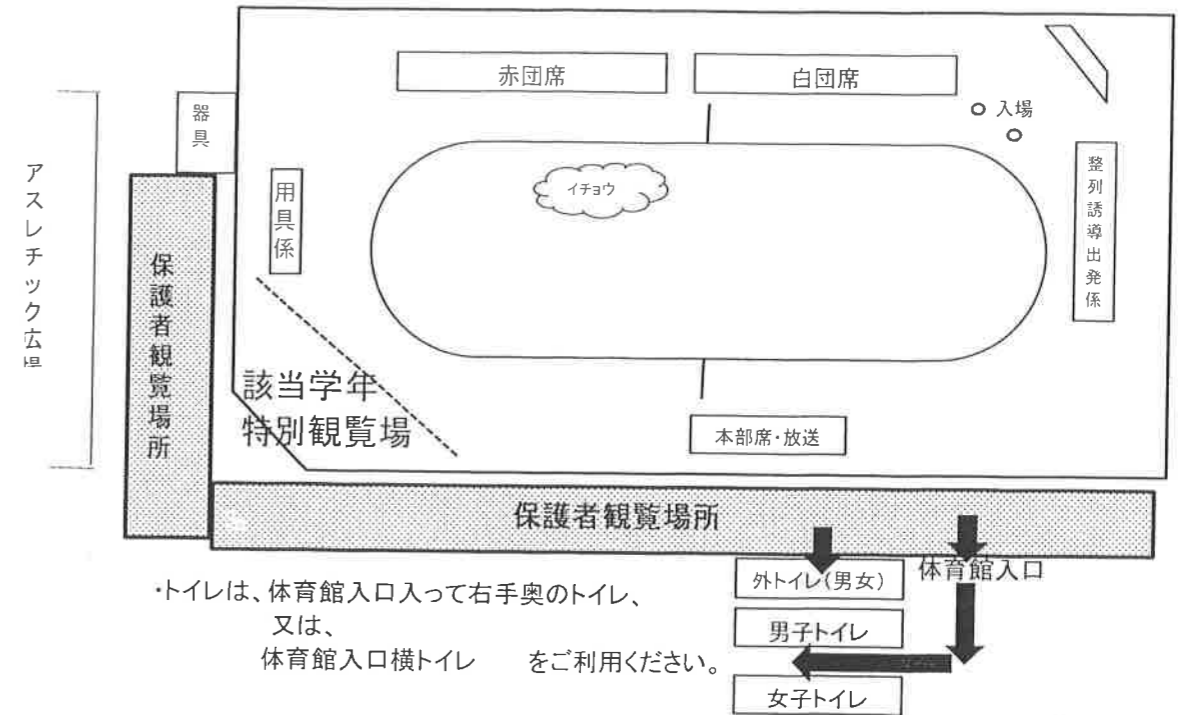 赤団席
白団席
入場
器具
アスレチック広場
用具係
イチョウ
整列誘導出発係
保護者観覧場所
該当学年
特別観覧場
本部席・放送
保護者観覧場所
外トイレ(男女)
体育館入口
・トイレは、体育館入口入って右手奥のトイレ、
又は、
体育館入口横トイレ をご利用ください。
男子トイレ
女子トイレ